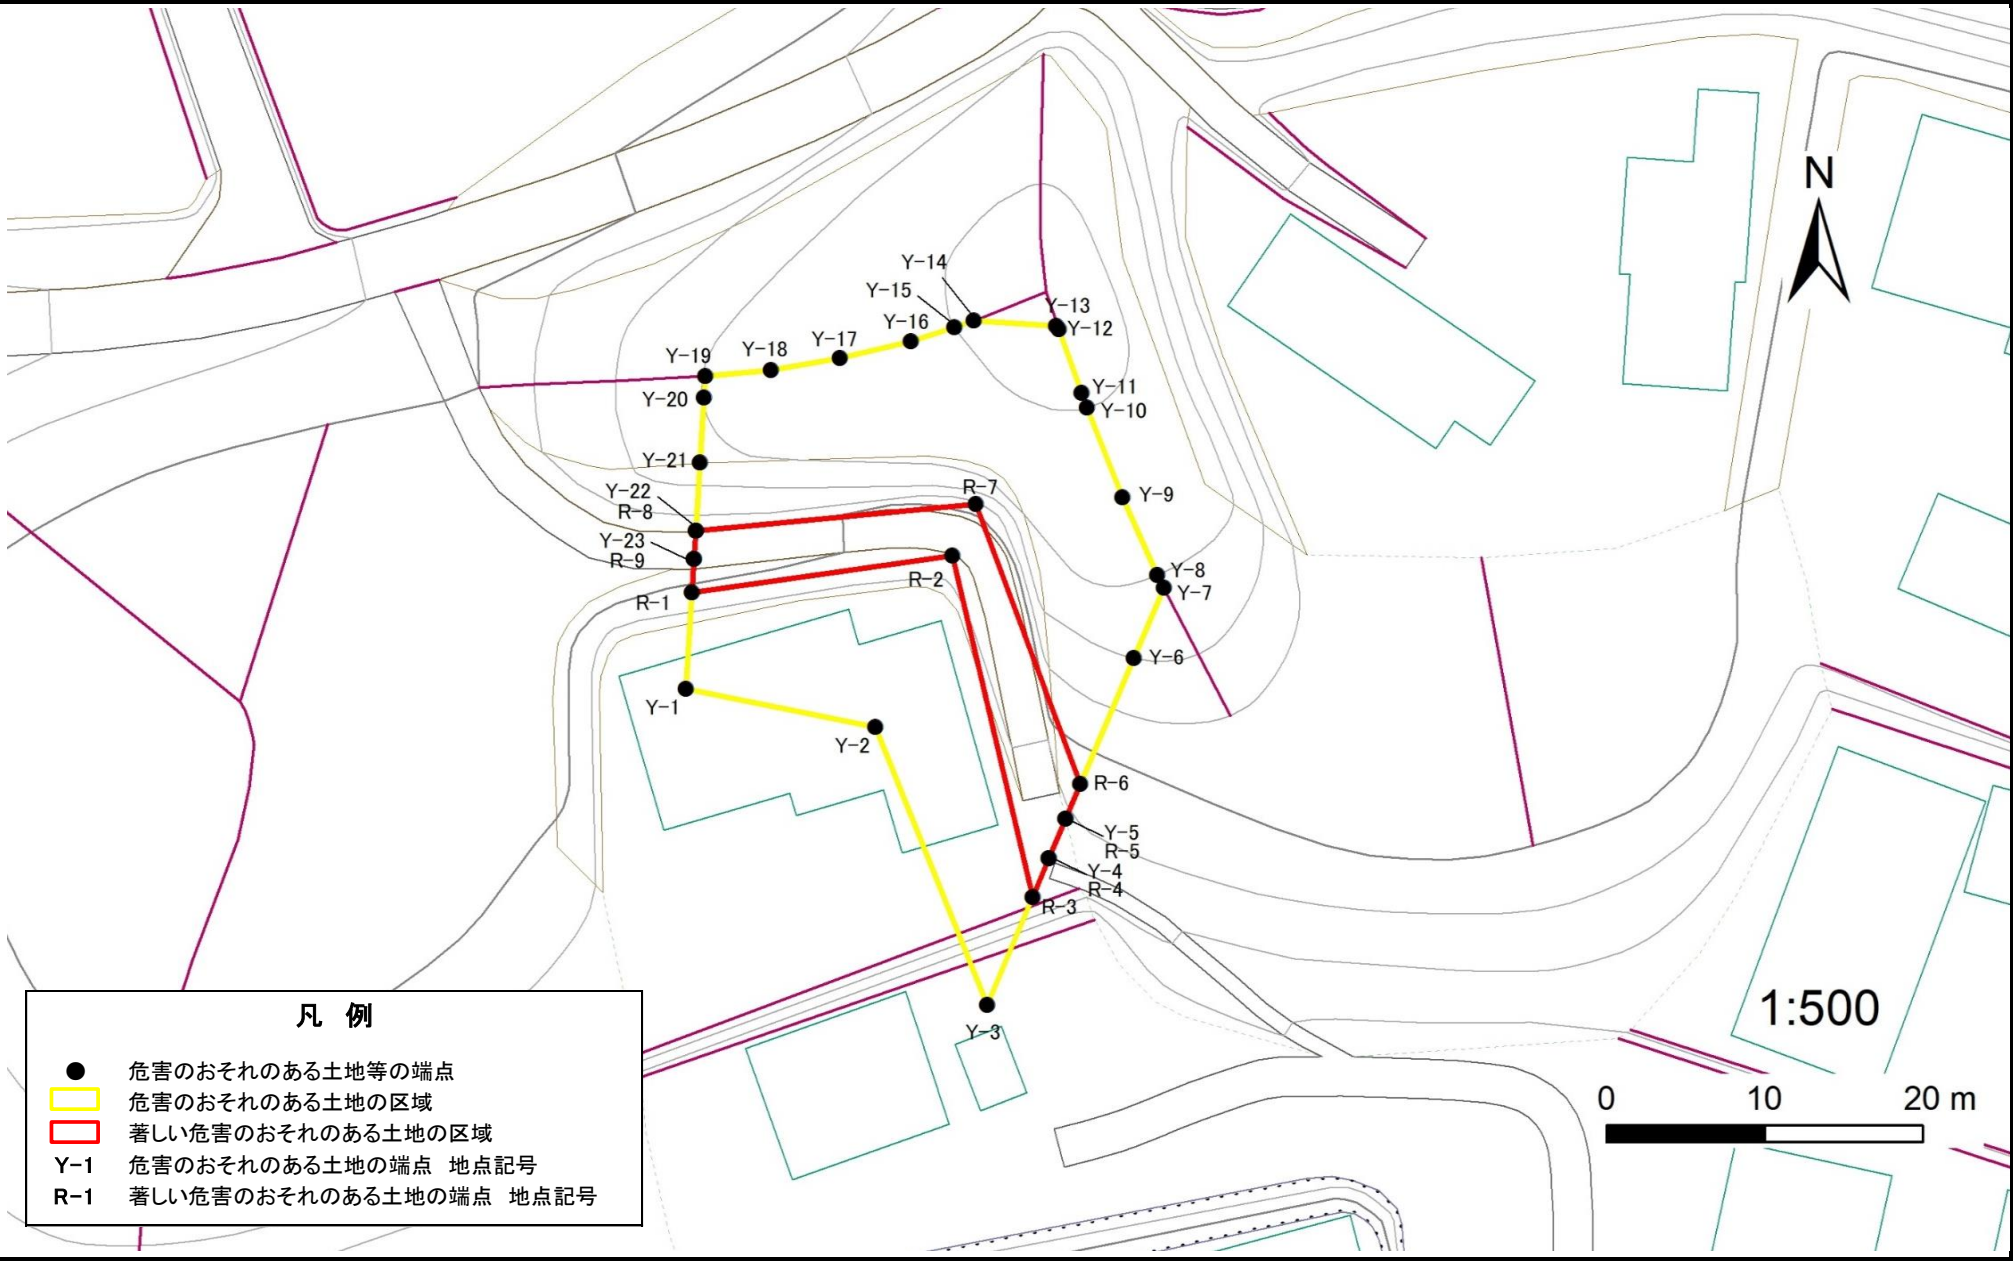 N
Y-14
Y-15
Y-13
Y-16
Y-12
Y-17
Y-18
Y-19
Y-11
Y-20
Y-10
Y-21
Y-22
R-8
R-7
Y-9
Y-23
R-9
Y-8
R-2
Y-7
R-1
Y-6
Y-1
Y-2
R-6
Y-5
R-5
Y-4
R-4
R-3
Y-3
1:500
0 10 20 m
凡 例
危害のおそれのある土地等の端点
危害のおそれのある土地の区域
著しい危害のおそれのある土地の区域
Y-1 危害のおそれのある土地の端点 地点記号
R-1 著しい危害のおそれのある土地の端点 地点記号